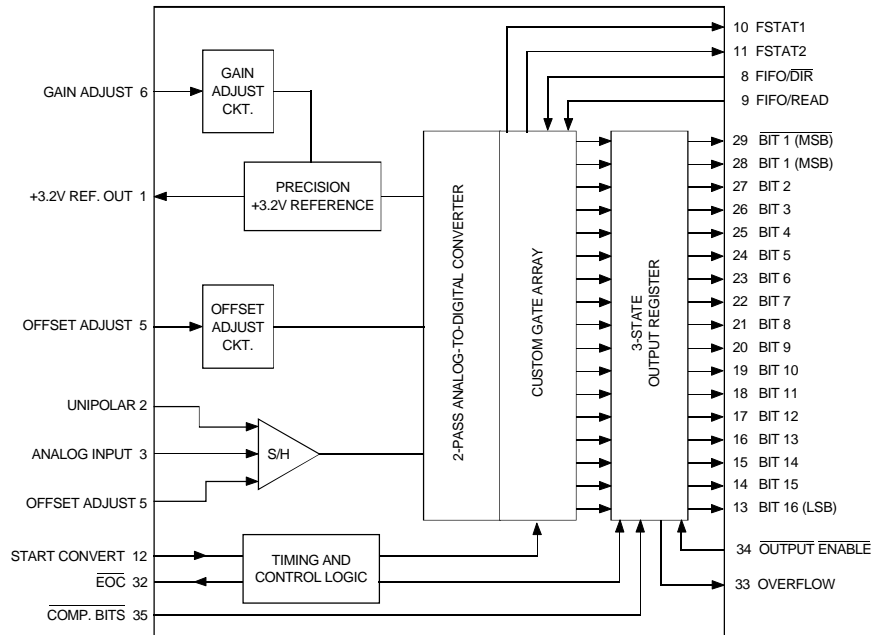 10 FSTAT1
11 FSTAT2
8 FIFO/DIR
9 FIFO/READ
GAIN ADJUST 6
GAIN
ADJUST
CKT.
+3.2V REF. OUT 1
PRECISION
+3.2V REFERENCE
OFFSET ADJUST 5
OFFSET
ADJUST
CKT.
UNIPOLAR 2
ANALOG INPUT 3
OFFSET ADJUST 5
S/H
START CONVERT 12
EOC 32
COMP. BITS 35
TIMING AND
CONTROL LOGIC
2-PASS ANALOG-TO-DIGITAL CONVERTER
CUSTOM GATE ARRAY
3-STATE
OUTPUT REGISTER
29 BIT 1 (MSB)
28 BIT 1 (MSB)
27 BIT 2
26 BIT 3
25 BIT 4
24 BIT 5
23 BIT 6
22 BIT 7
21 BIT 8
20 BIT 9
19 BIT 10
18 BIT 11
17 BIT 12
16 BIT 13
15 BIT 14
14 BIT 15
13 BIT 16 (LSB)
34 OUTPUT ENABLE
33 OVERFLOW